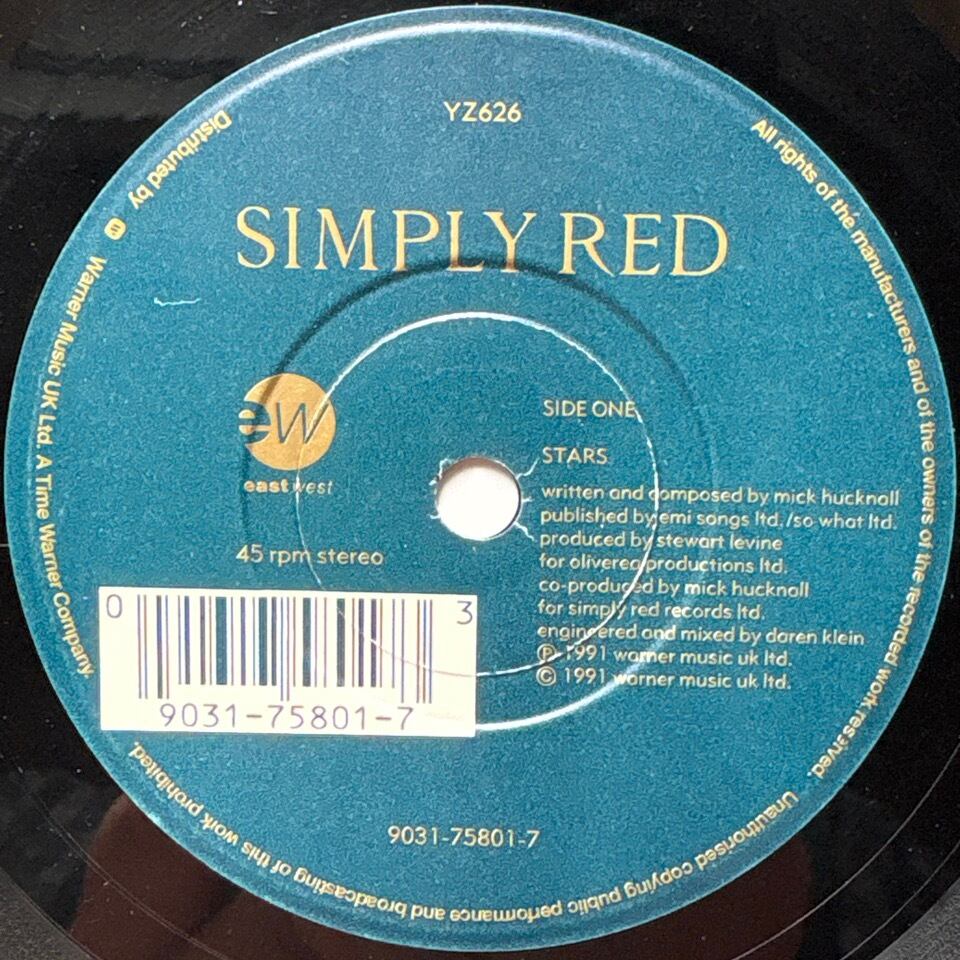 YZ626
SIMPLY RED
ew
eastwest
45 rpm stereo
SIDE ONE
STARS
written and composed by mick hucknall
published by emi songs ltd./so what ltd.
produced by stewart levine
for oliverea productions ltd.
co-produced by mick hucknall
for simply red records ltd.
engineered and mixed by daren klein
℗ 1991 warner music uk ltd.
© 1991 warner music uk ltd.
0 3
9031-75801-7
9031-75801-7
All rights of the manufacturers and of the owners of the recorded work reserved.
Unauthorised copying public performance and broadcasting of this work prohibited.
Distributed by W Warner Music UK Ltd. A Time Warner Company.